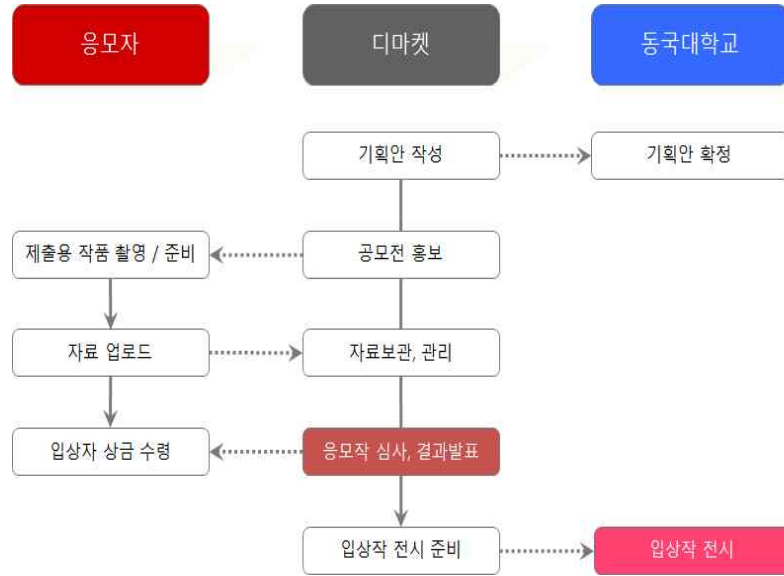 응모자
디마켓
동국대학교
기획안 작성
기획안 확정
제출용 작품 촬영 / 준비
공모전 홍보
자료 업로드
자료보관, 관리
입상자 상금 수령
응모작 심사, 결과발표
입상작 전시 준비
입상작 전시